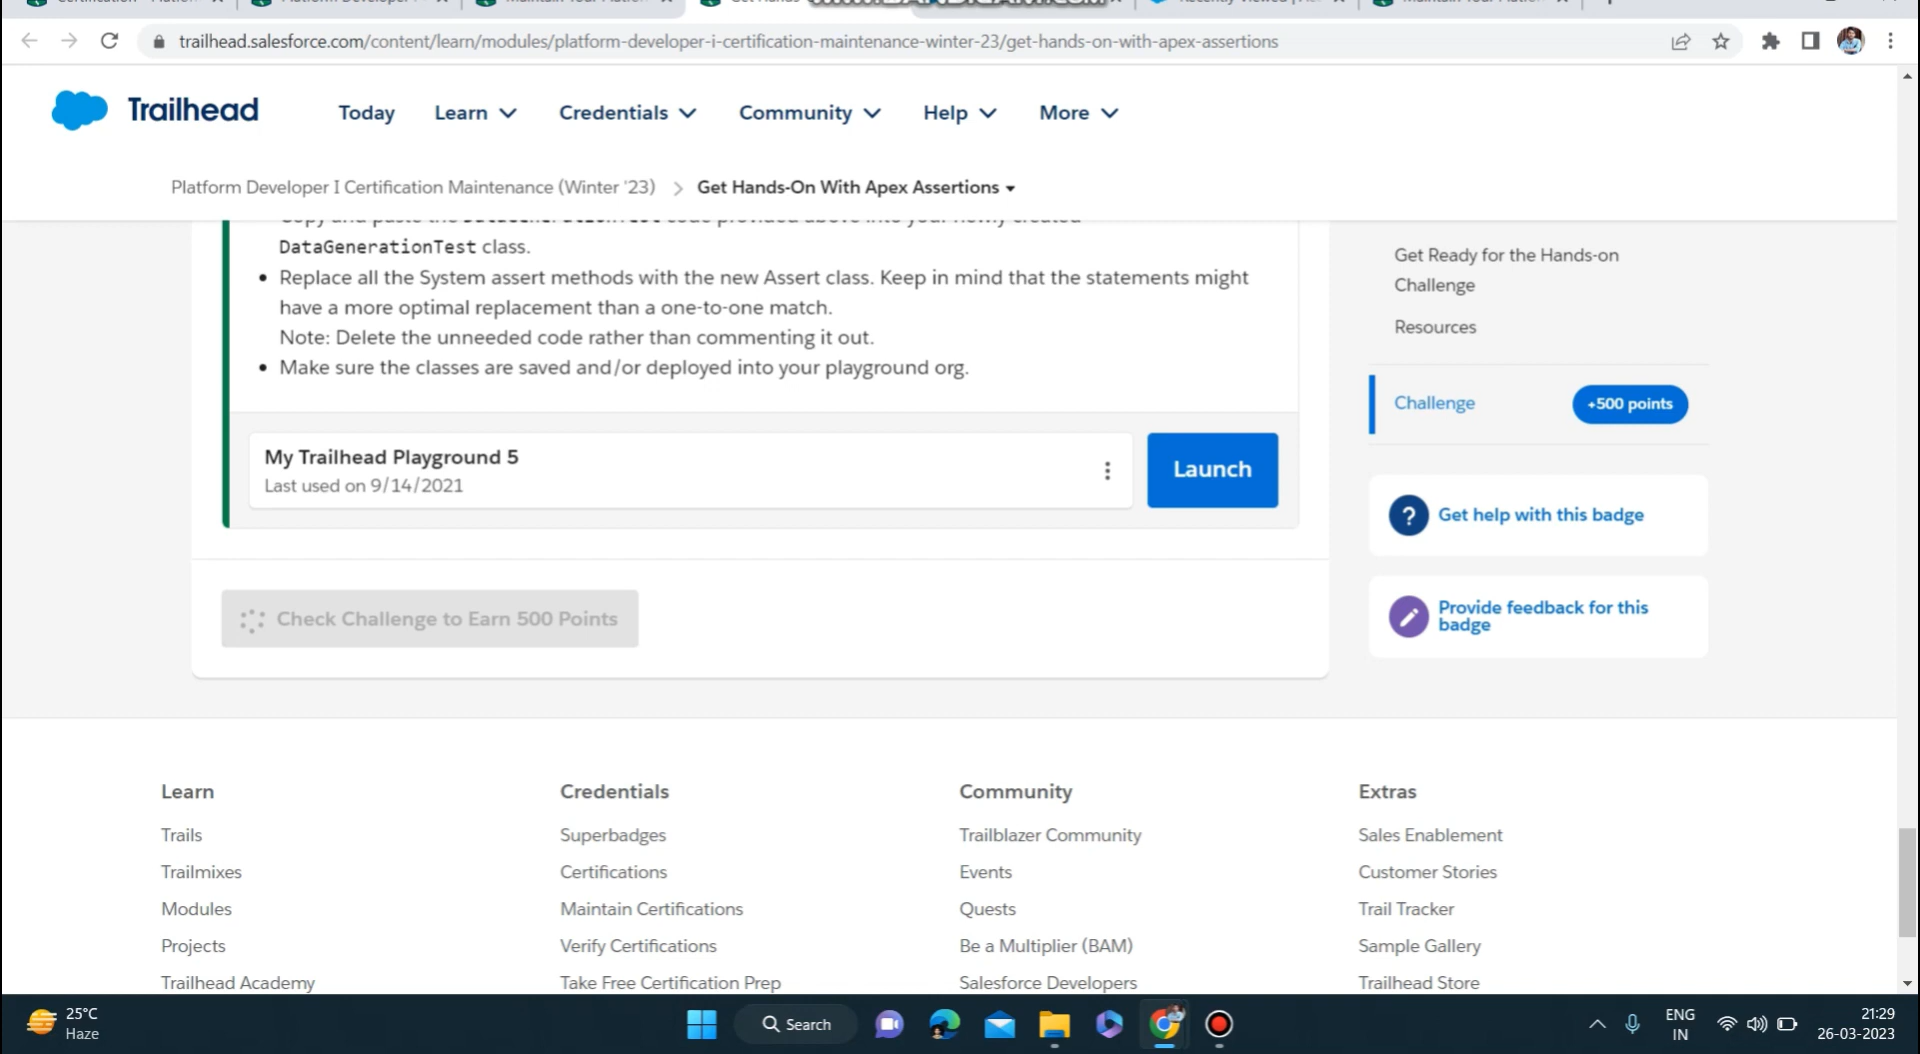 WWW.BANDICAM.COM
trailhead.salesforce.com/content/learn/modules/platform-developer-i-certification-maintenance-winter-23/get-hands-on-with-apex-assertions
Trailhead
Today Learn Credentials Community Help More
Platform Developer I Certification Maintenance (Winter '23) > Get Hands-On With Apex Assertions
DataGenerationTest class.
• Replace all the System assert methods with the new Assert class. Keep in mind that the statements might
have a more optimal replacement than a one-to-one match.
Note: Delete the unneeded code rather than commenting it out.
• Make sure the classes are saved and/or deployed into your playground org.
My Trailhead Playground 5
Last used on 9/14/2021
Launch
Check Challenge to Earn 500 Points
Get Ready for the Hands-on
Challenge
Resources
Challenge +500 points
? Get help with this badge
Provide feedback for this
badge
Learn
Trails
Trailmixes
Modules
Projects
Trailhead Academy
Credentials
Superbadges
Certifications
Maintain Certifications
Verify Certifications
Take Free Certification Prep
Community
Trailblazer Community
Events
Quests
Be a Multiplier (BAM)
Salesforce Developers
Extras
Sales Enablement
Customer Stories
Trail Tracker
Sample Gallery
Trailhead Store
25°C
Haze
Search
ENG
IN
21:29
26-03-2023